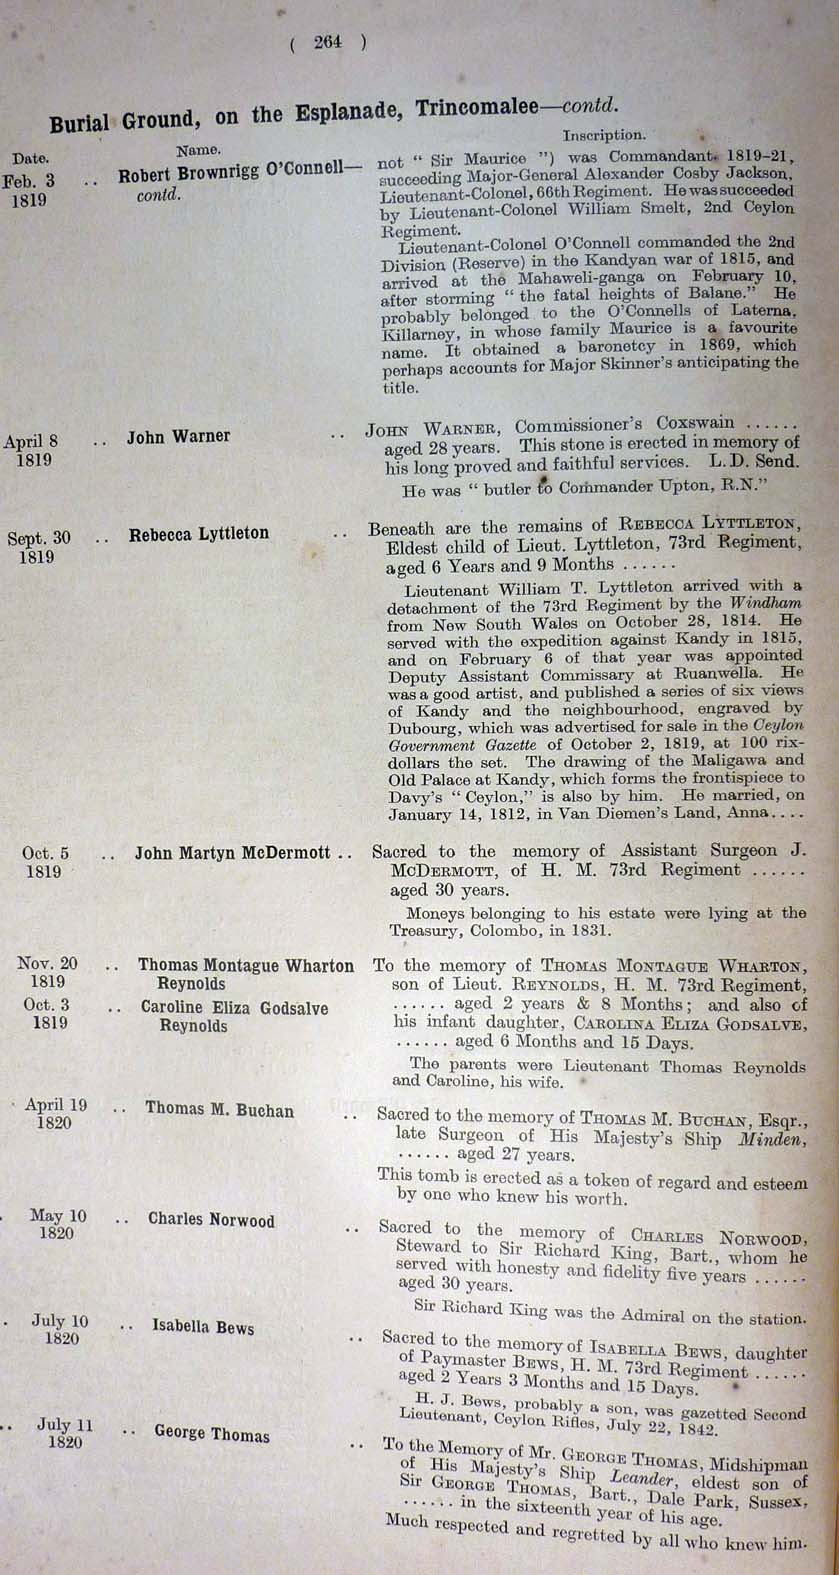 ( 264 )
Burial Ground, on the Esplanade, Trincomalee—contd.
Date. Name. Inscription.
Feb. 3 .. Robert Brownrigg O'Connell—
1819 contd.
not " Sir Maurice ") was Commandant 1819–21,
succeeding Major-General Alexander Cosby Jackson,
Lieutenant-Colonel, 66th Regiment. He was succeeded
by Lieutenant-Colonel William Smelt, 2nd Ceylon
Regiment.
Lieutenant-Colonel O'Connell commanded the 2nd
Division (Reserve) in the Kandyan war of 1815, and
arrived at the Mahaweli-ganga on February 10,
after storming " the fatal heights of Balane." He
probably belonged to the O'Connells of Laterna,
Killarney, in whose family Maurice is a favourite
name. It obtained a baronetcy in 1869, which
perhaps accounts for Major Skinner's anticipating the
title.
April 8 .. John Warner ..
1819
JOHN WARNER, Commissioner's Coxswain ......
aged 28 years. This stone is erected in memory of
his long proved and faithful services. L. D. Send.
He was " butler to Commander Upton, R.N."
Sept. 30 .. Rebecca Lyttleton ..
1819
Beneath are the remains of REBECCA LYTTLETON,
Eldest child of Lieut. Lyttleton, 73rd Regiment,
aged 6 Years and 9 Months ......
Lieutenant William T. Lyttleton arrived with a
detachment of the 73rd Regiment by the Windham
from New South Wales on October 28, 1814. He
served with the expedition against Kandy in 1815,
and on February 6 of that year was appointed
Deputy Assistant Commissary at Ruanwella. He
was a good artist, and published a series of six views
of Kandy and the neighbourhood, engraved by
Dubourg, which was advertised for sale in the Ceylon
Government Gazette of October 2, 1819, at 100 rix-
dollars the set. The drawing of the Maligawa and
Old Palace at Kandy, which forms the frontispiece to
Davy's " Ceylon," is also by him. He married, on
January 14, 1812, in Van Diemen's Land, Anna....
Oct. 5 .. John Martyn McDermott ..
1819
Sacred to the memory of Assistant Surgeon J.
MCDERMOTT, of H. M. 73rd Regiment ......
aged 30 years.
Moneys belonging to his estate were lying at the
Treasury, Colombo, in 1831.
Nov. 20 .. Thomas Montague Wharton
1819 Reynolds
Oct. 3 .. Caroline Eliza Godsalve
1819 Reynolds
To the memory of THOMAS MONTAGUE WHARTON,
son of Lieut. REYNOLDS, H. M. 73rd Regiment,
...... aged 2 years & 8 Months; and also of
his infant daughter, CAROLINA ELIZA GODSALVE,
...... aged 6 Months and 15 Days.
The parents were Lieutenant Thomas Reynolds
and Caroline, his wife.
April 19 .. Thomas M. Buchan ..
1820
Sacred to the memory of THOMAS M. BUCHAN, Esqr.,
late Surgeon of His Majesty's Ship Minden,
...... aged 27 years.
This tomb is erected as a token of regard and esteem
by one who knew his worth.
May 10 .. Charles Norwood ..
1820
Sacred to the memory of CHARLES NORWOOD,
Steward to Sir Richard King, Bart., whom he
served with honesty and fidelity five years ......
aged 30 years.
Sir Richard King was the Admiral on the station.
July 10 .. Isabella Bews ..
1820
Sacred to the memory of ISABELLA BEWS, daughter
of Paymaster BEWS, H. M. 73rd Regiment ......
aged 2 Years 3 Months and 15 Days.
H. J. Bews, probably a son, was gazetted Second
Lieutenant, Ceylon Rifles, July 22, 1842.
July 11 .. George Thomas ..
1820
To the Memory of Mr. GEORGE THOMAS, Midshipman
of His Majesty's Ship Leander, eldest son of
Sir GEORGE THOMAS, Bart., Dale Park, Sussex,
...... in the sixteenth year of his age.
Much respected and regretted by all who knew him.